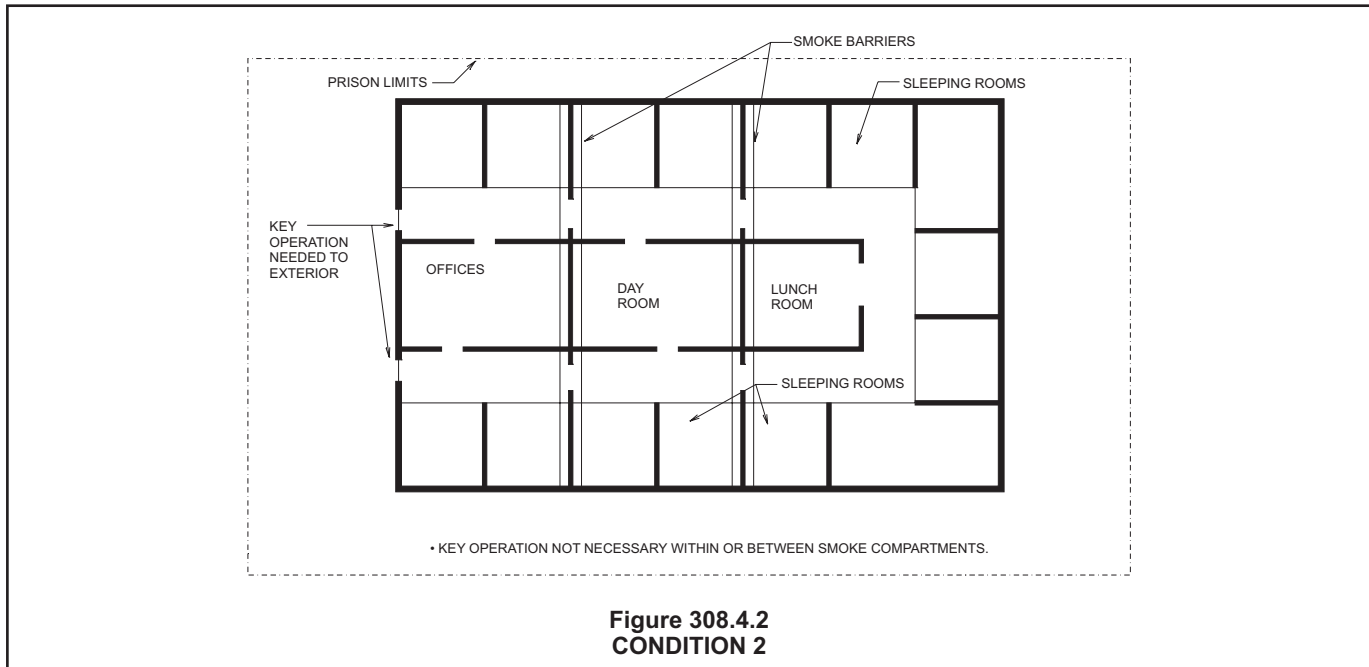 SMOKE BARRIERS
PRISON LIMITS
SLEEPING ROOMS
KEY
OPERATION
NEEDED TO
EXTERIOR
OFFICES
DAY
ROOM
LUNCH
ROOM
SLEEPING ROOMS
• KEY OPERATION NOT NECESSARY WITHIN OR BETWEEN SMOKE COMPARTMENTS.
Figure 308.4.2
CONDITION 2